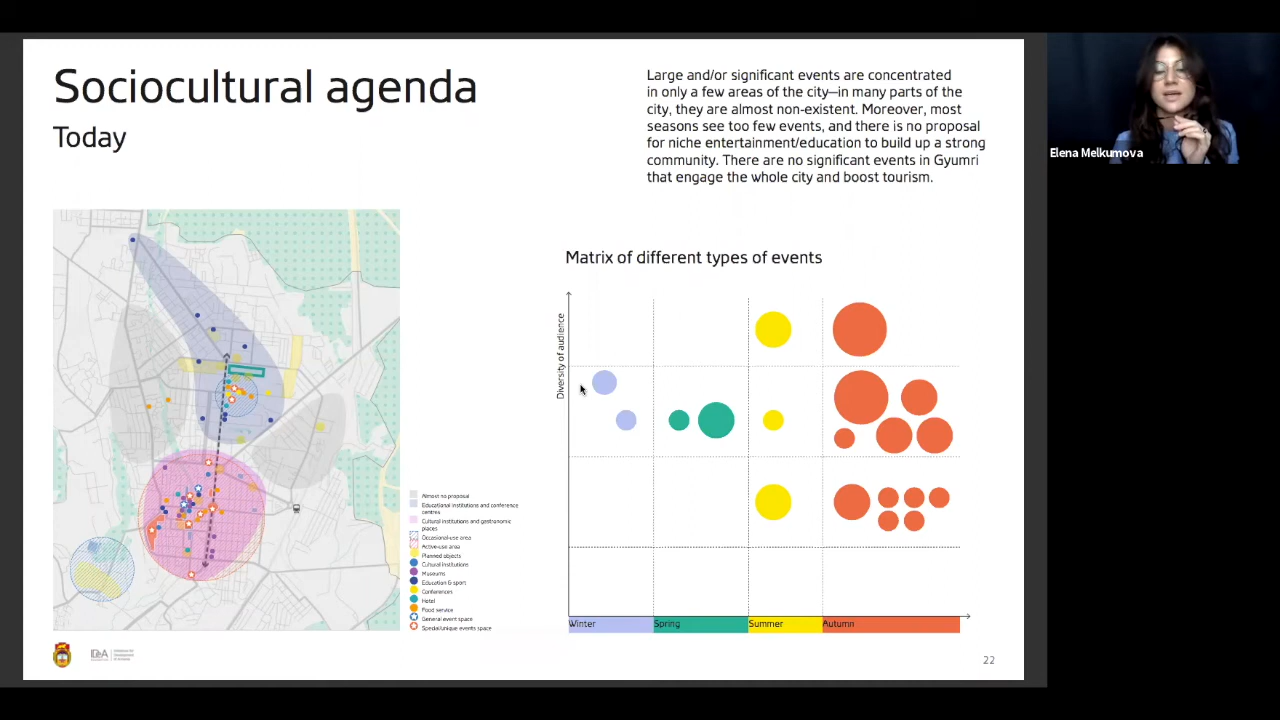 Sociocultural agenda
Today
Large and/or significant events are concentrated
in only a few areas of the city—in many parts of the
city, they are almost non-existent. Moreover, most
seasons see too few events, and there is no proposal
for niche entertainment/education to build up a strong
community. There are no significant events in Gyumri
that engage the whole city and boost tourism.
Elena Melkumova
Matrix of different types of events
Diversity of audience
Winter
Spring
Summer
Autumn
Almost no proposal
Educational institutions and conference
centres
Cultural institutions and gastronomic
places
Occasional-use area
Active-use area
Planned objects
Cultural institutions
Museums
Education & sport
Conferences
Hotel
Food service
General event space
Special/unique events space
IDeA
22